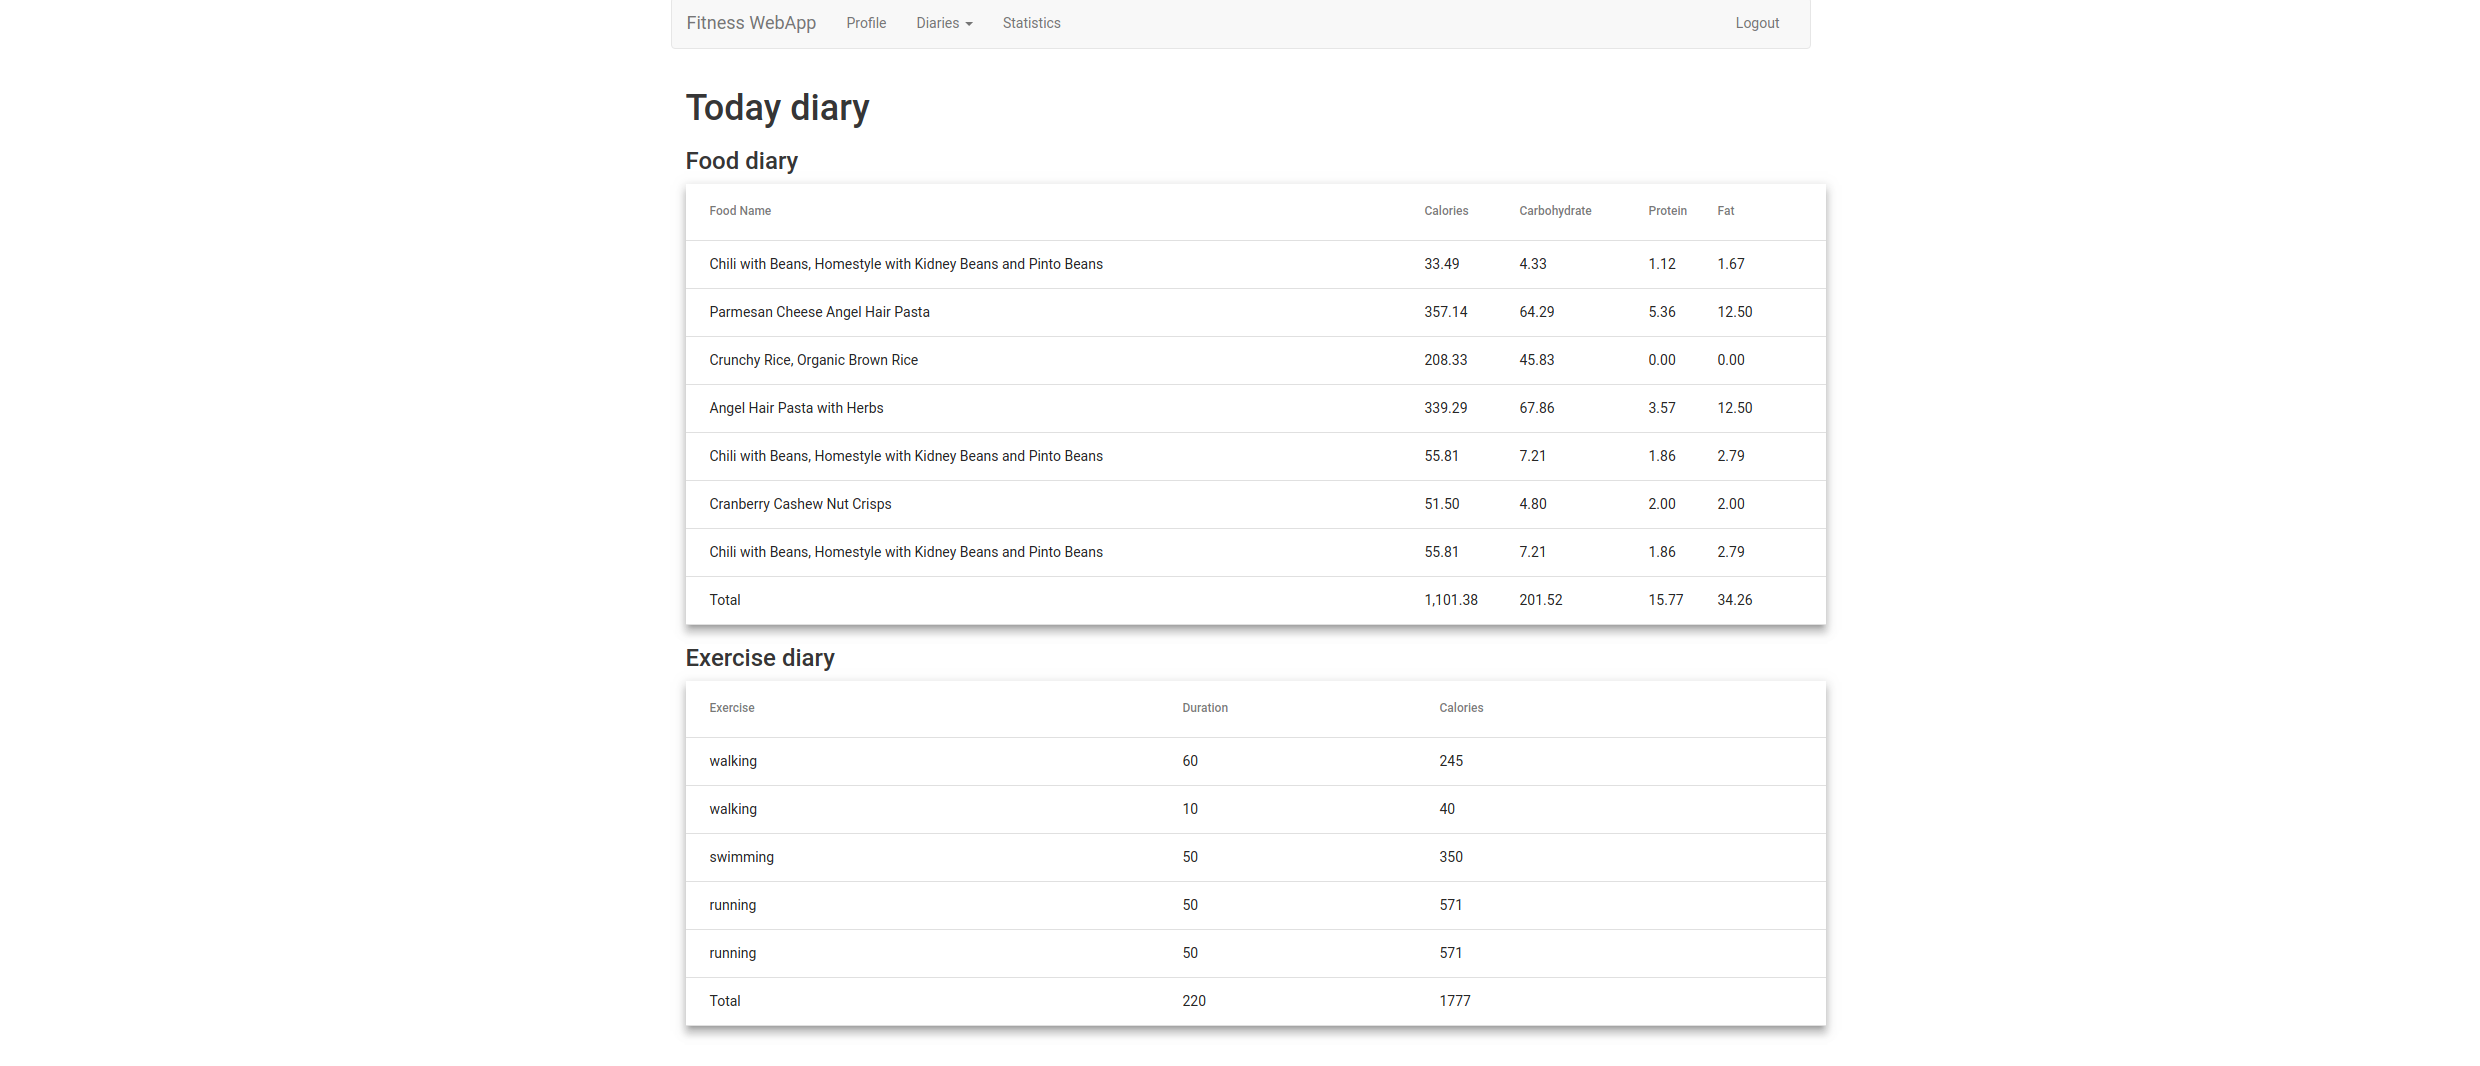 Fitness WebApp Profile Diaries Statistics Logout
Today diary
Food diary
Food Name Calories Carbohydrate Protein Fat
Chili with Beans, Homestyle with Kidney Beans and Pinto Beans 33.49 4.33 1.12 1.67
Parmesan Cheese Angel Hair Pasta 357.14 64.29 5.36 12.50
Crunchy Rice, Organic Brown Rice 208.33 45.83 0.00 0.00
Angel Hair Pasta with Herbs 339.29 67.86 3.57 12.50
Chili with Beans, Homestyle with Kidney Beans and Pinto Beans 55.81 7.21 1.86 2.79
Cranberry Cashew Nut Crisps 51.50 4.80 2.00 2.00
Chili with Beans, Homestyle with Kidney Beans and Pinto Beans 55.81 7.21 1.86 2.79
Total 1,101.38 201.52 15.77 34.26
Exercise diary
Exercise Duration Calories
walking 60 245
walking 10 40
swimming 50 350
running 50 571
running 50 571
Total 220 1777